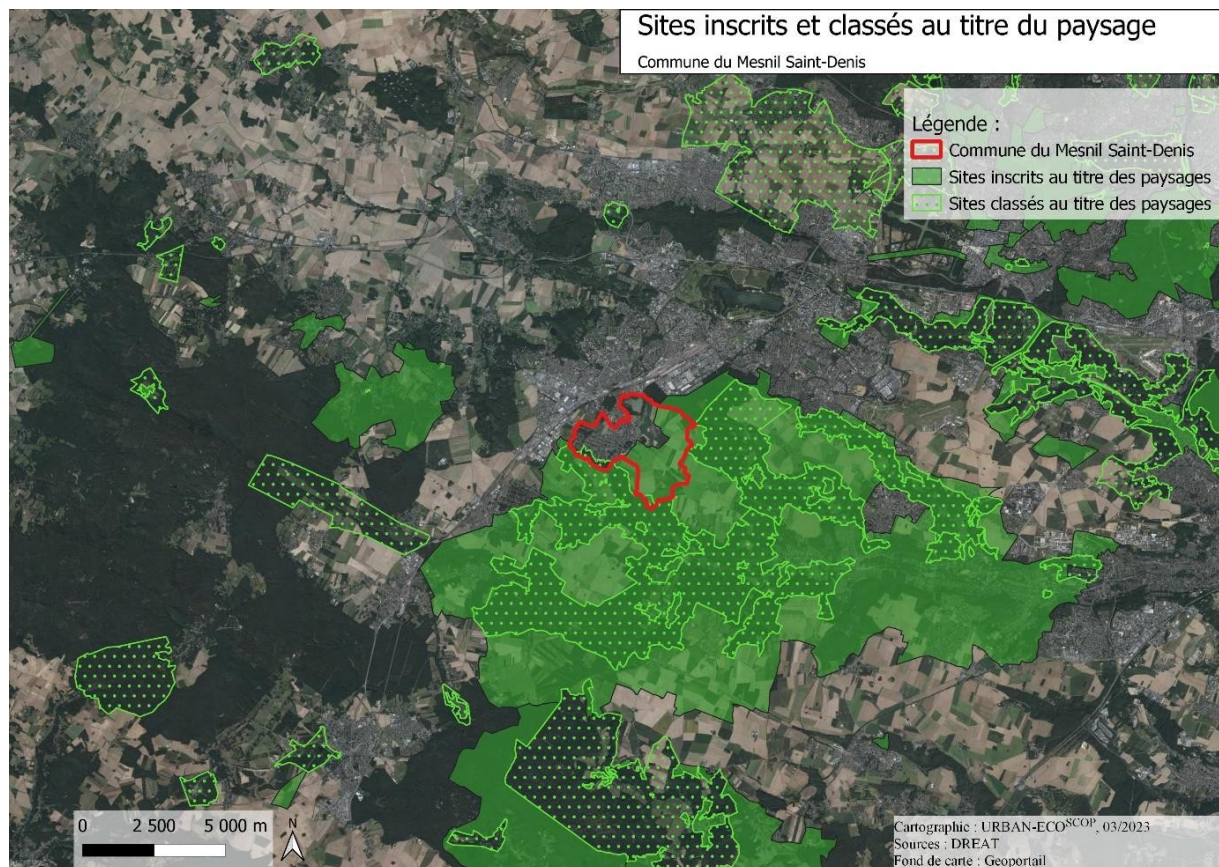 Sites inscrits et classés au titre du paysage
Commune du Mesnil Saint-Denis
Légende :
Commune du Mesnil Saint-Denis
Sites inscrits au titre des paysages
Sites classés au titre des paysages
0 2 500 5 000 m
N
Cartographie : URBAN-ECOSCOP, 03/2023
Sources : DREAT
Fond de carte : Geoportail